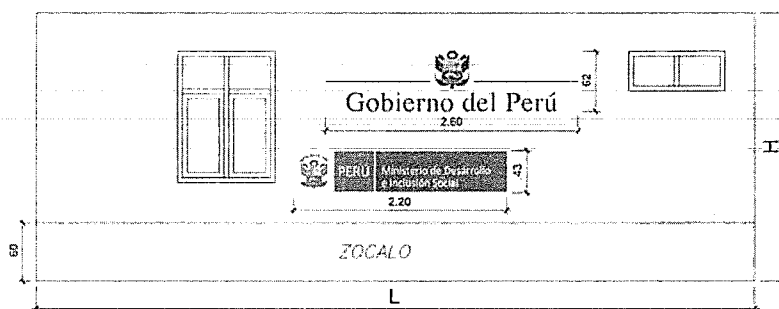 Gobierno del Perú
62
2.60
PERÚ
Ministerio de Desarrollo
e Inclusión Social
.43
2.20
H
60
ZOCALO
L